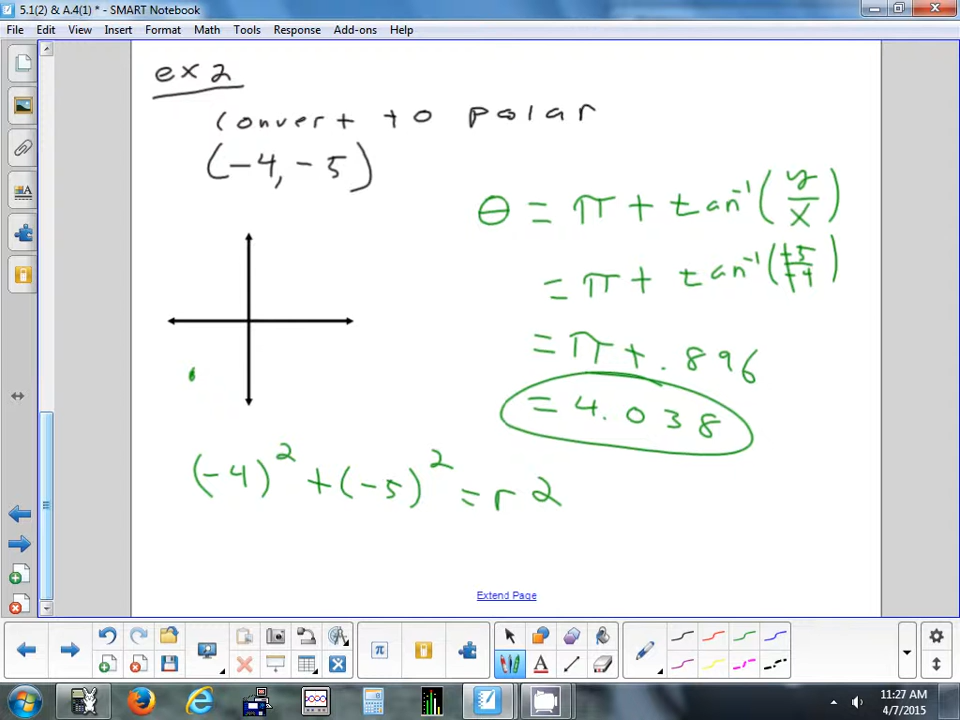 5.1(2) & A.4(1) * - SMART Notebook
File Edit View Insert Format Math Tools Response Add-ons Help
ex 2
convert to polar
(-4, -5)
θ = π + tan⁻¹(y/x)
= π + tan⁻¹(-5/-4)
= π + .896
= 4.038
(-4)² + (-5)² = r 2
Extend Page
11:27 AM
4/7/2015